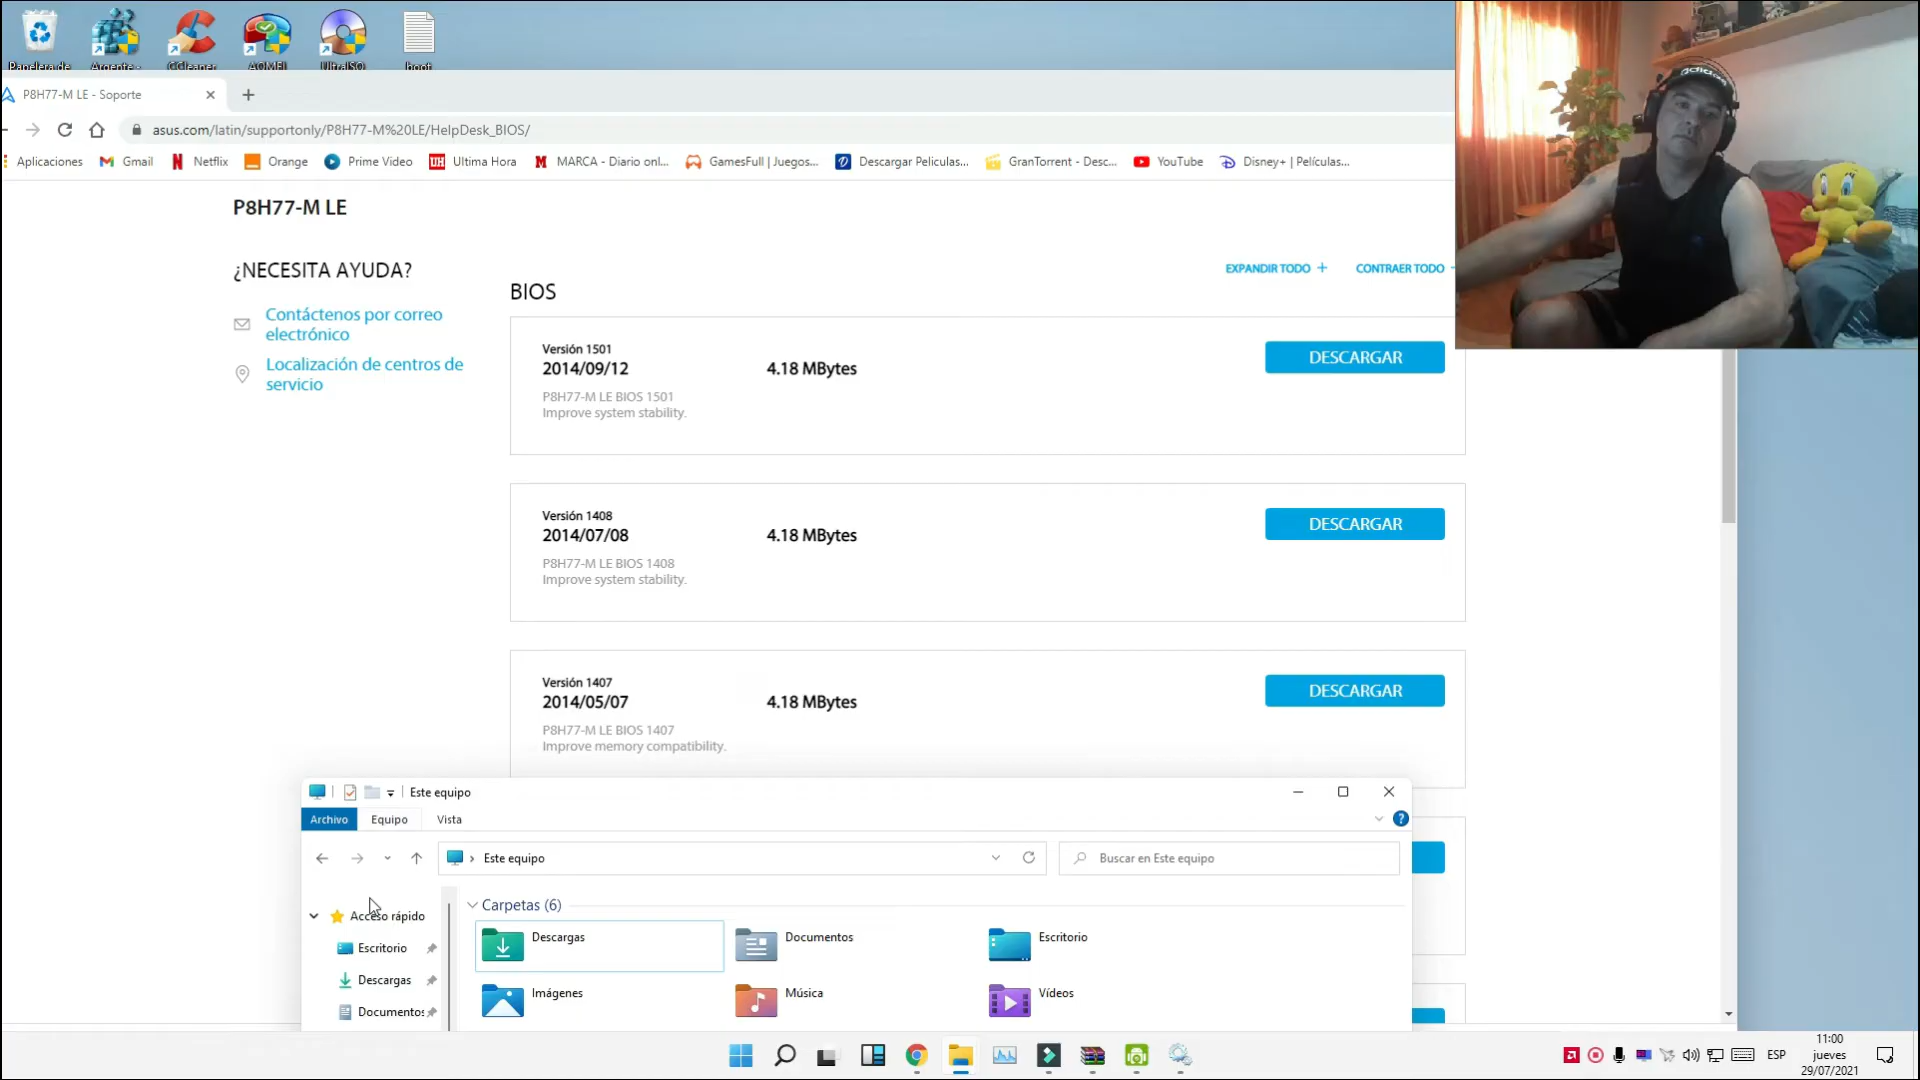 Papelera de
Argente -
CCleaner
AOMEI
UltraISO
boot
P8H77-M LE - Soporte
asus.com/latin/supportonly/P8H77-M%20LE/HelpDesk_BIOS/
Aplicaciones
Gmail
Netflix
Orange
Prime Video
Ultima Hora
MARCA - Diario onl...
GamesFull | Juegos...
Descargar Peliculas...
GranTorrent - Desc...
YouTube
Disney+ | Películas...
adidas
P8H77-M LE
¿NECESITA AYUDA?
Contáctenos por correo
electrónico
Localización de centros de
servicio
EXPANDIR TODO +
CONTRAER TODO
BIOS
Versión 1501
2014/09/12
4.18 MBytes
DESCARGAR
P8H77-M LE BIOS 1501
Improve system stability.
Versión 1408
2014/07/08
4.18 MBytes
DESCARGAR
P8H77-M LE BIOS 1408
Improve system stability.
Versión 1407
2014/05/07
4.18 MBytes
DESCARGAR
P8H77-M LE BIOS 1407
Improve memory compatibility.
Este equipo
Archivo
Equipo
Vista
Este equipo
Buscar en Este equipo
Acceso rápido
Escritorio
Descargas
Documentos
Carpetas (6)
Descargas
Documentos
Escritorio
Imágenes
Música
Vídeos
ESP
11:00
jueves
29/07/2021